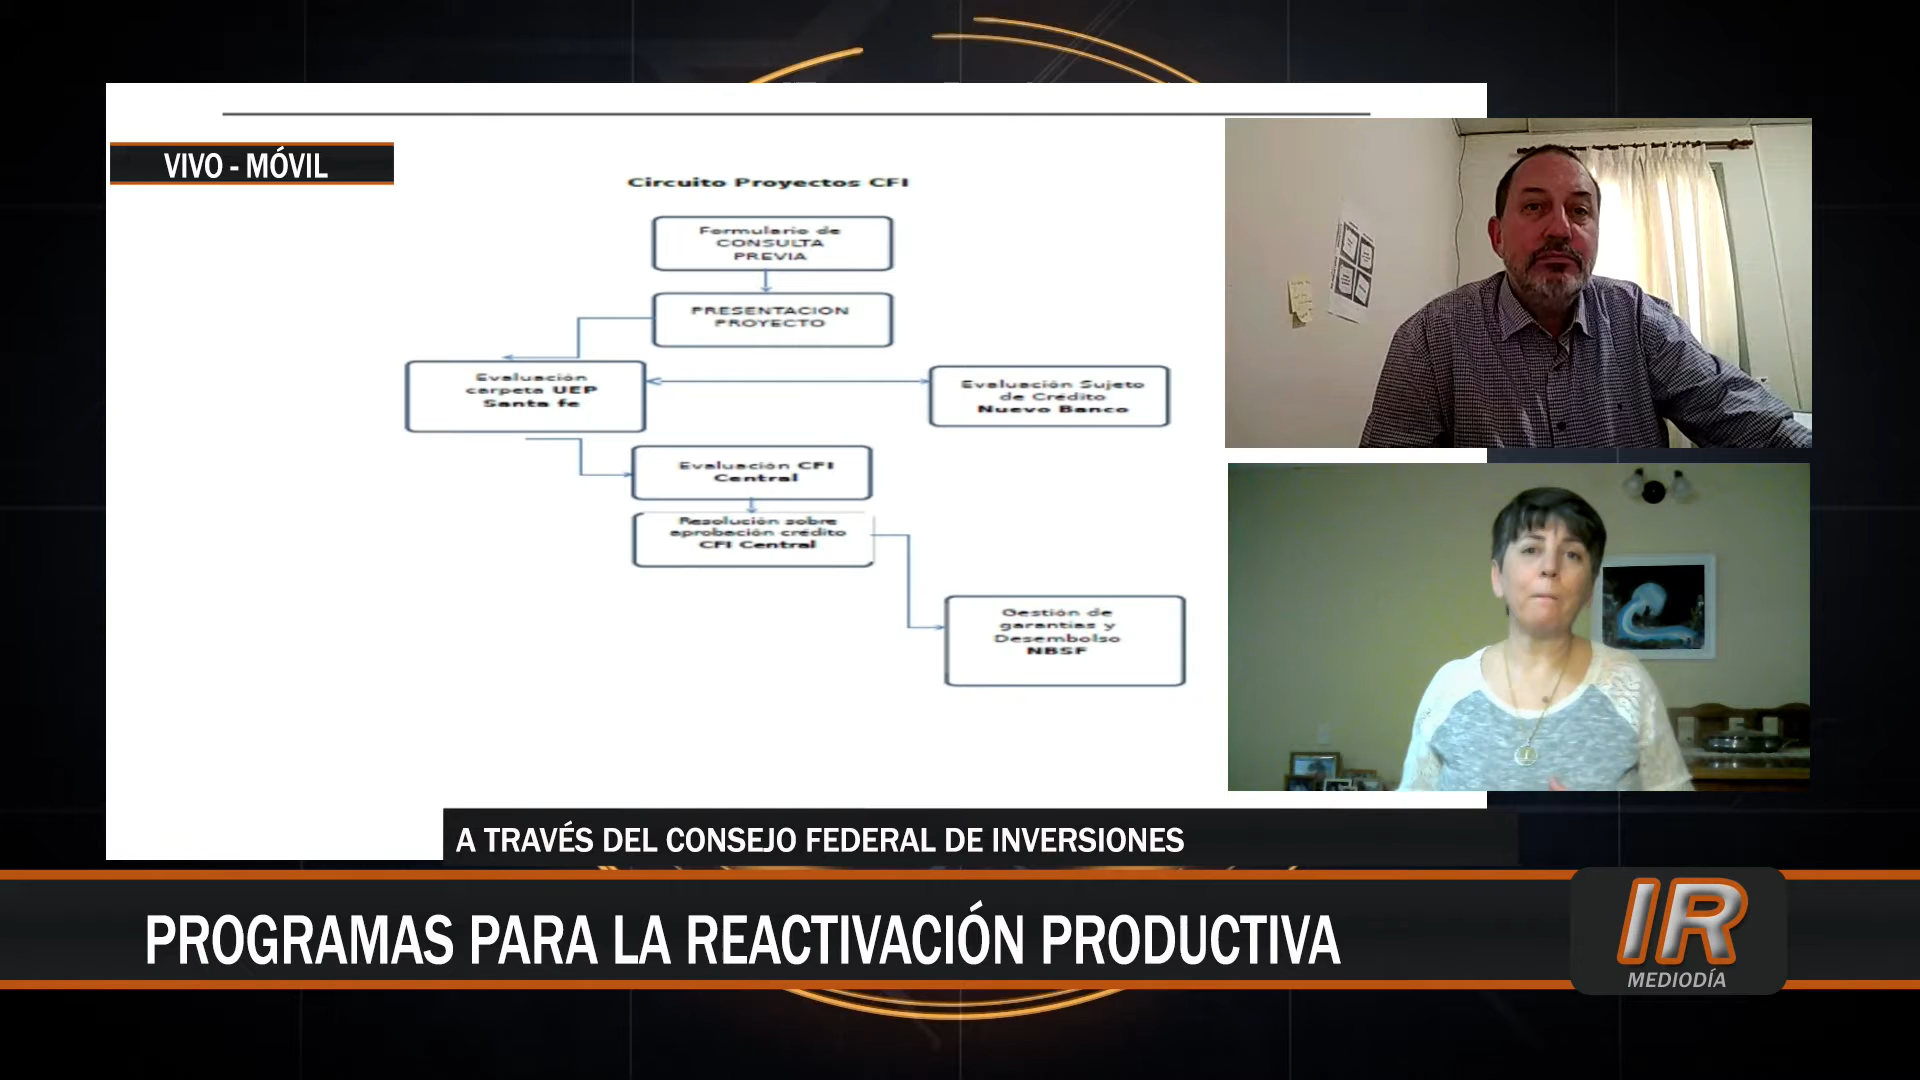 VIVO - MÓVIL
Circuito Proyectos CFI
Formulario de
CONSULTA
PREVIA
PRESENTACION
PROYECTO
Evaluación
carpeta UEP
Santa fe
Evaluación Sujeto
de Crédito
Nuevo Banco
Evaluación CFI
Central
Resolución sobre
aprobación crédito
CFI Central
Gestión de
garantías y
Desembolso
NBSF
A TRAVÉS DEL CONSEJO FEDERAL DE INVERSIONES
PROGRAMAS PARA LA REACTIVACIÓN PRODUCTIVA
IR
MEDIODÍA